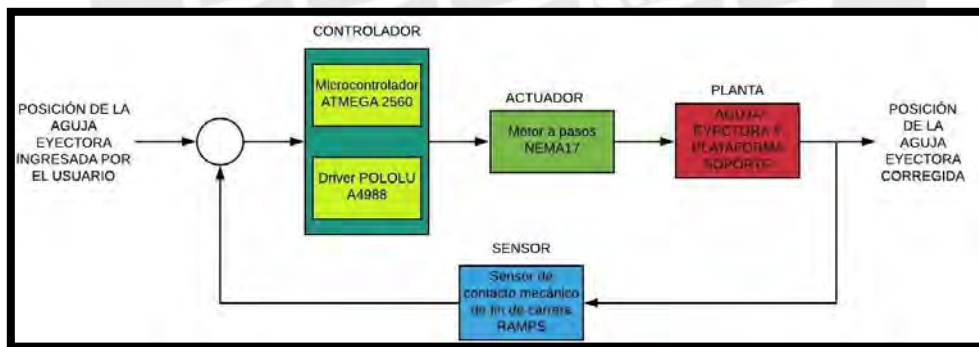 CONTROLADOR
POSICIÓN DE LA
AGUJA
EYECTORA
INGRESADA POR
EL USUARIO
Microcontrolador
ATMEGA 2560
Driver POLOLU
A4988
ACTUADOR
Motor a pasos
NEMA17
PLANTA
AGUJA
EYECTORA Y
PLATAFORMA
SOPORTE
POSICIÓN
DE LA
AGUJA
EYECTORA
CORREGIDA
SENSOR
Sensor de
contacto mecánico
de fin de carrera
RAMPS